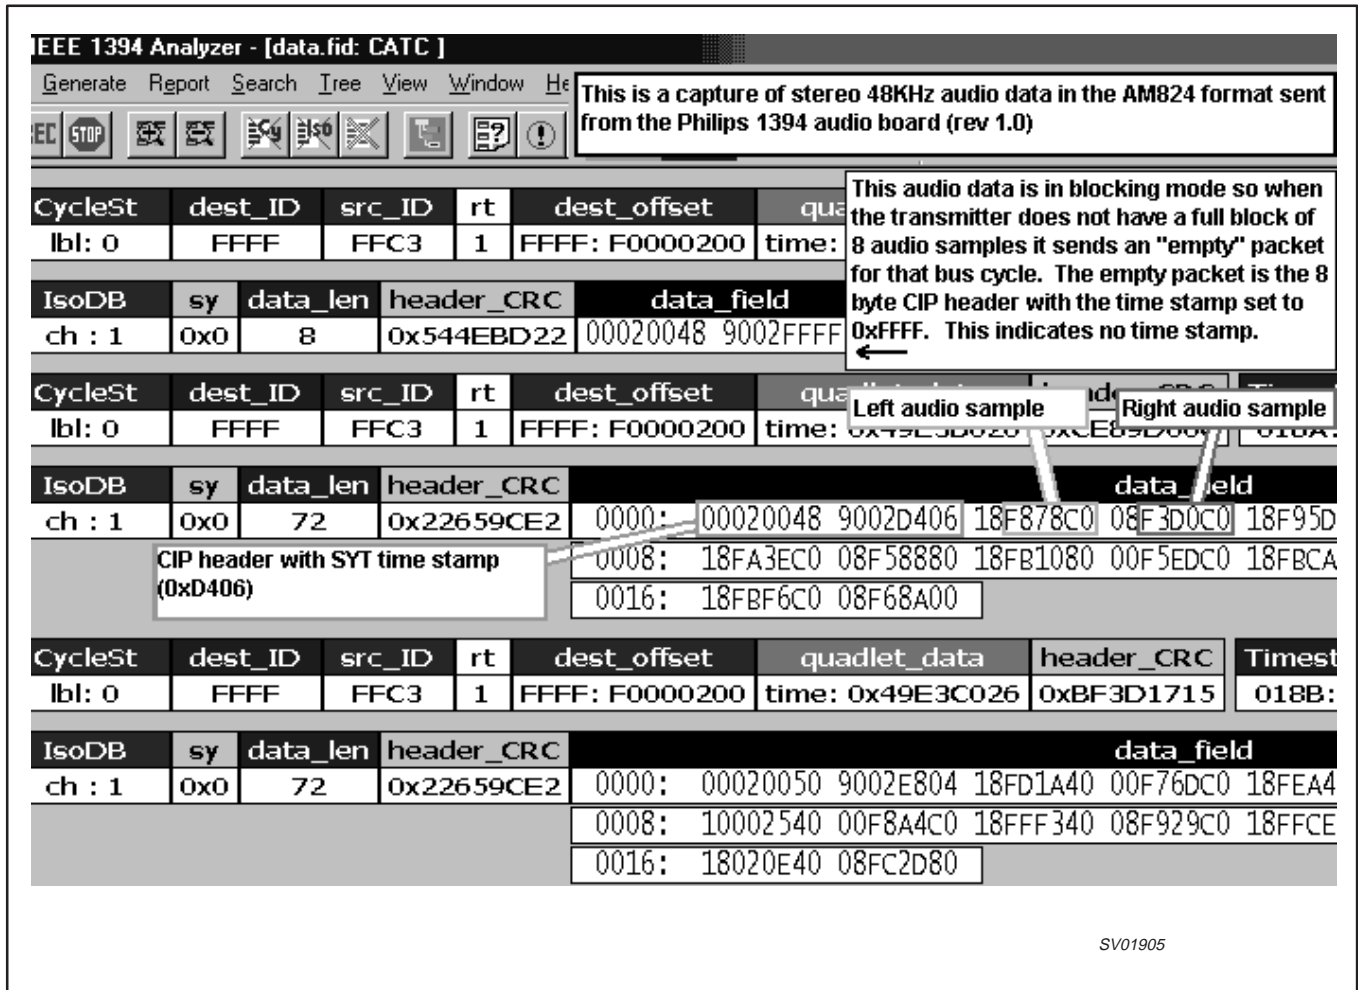 IEEE 1394 Analyzer - [data.fid: CATC ]
Generate Report Search Tree View Window He
This is a capture of stereo 48KHz audio data in the AM824 format sent
from the Philips 1394 audio board (rev 1.0)
EC STOP Cy Iso
This audio data is in blocking mode so when
the transmitter does not have a full block of
8 audio samples it sends an "empty" packet
for that bus cycle. The empty packet is the 8
byte CIP header with the time stamp set to
0xFFFF. This indicates no time stamp.
CycleSt dest_ID src_ID rt dest_offset qua
lbl: 0 FFFF FFC3 1 FFFF: F0000200 time:
IsoDB sy data_len header_CRC data_field
ch : 1 0x0 8 0x544EBD22 00020048 9002FFFF
CycleSt dest_ID src_ID rt dest_offset
lbl: 0 FFFF FFC3 1 FFFF: F0000200 time:
Left audio sample
Right audio sample
IsoDB sy data_len header_CRC data_field
ch : 1 0x0 72 0x22659CE2 0000: 00020048 9002D406 18F878C0 08F3D0C0 18F95D
0008: 18FA3EC0 08F58880 18FB1080 00F5EDC0 18FBCA
0016: 18FBF6C0 08F68A00
CIP header with SYT time stamp
(0xD406)
CycleSt dest_ID src_ID rt dest_offset quadlet_data header_CRC Timest
lbl: 0 FFFF FFC3 1 FFFF: F0000200 time: 0x49E3C026 0xBF3D1715 018B:
IsoDB sy data_len header_CRC data_field
ch : 1 0x0 72 0x22659CE2 0000: 00020050 9002E804 18FD1A40 00F76DC0 18FEA4
0008: 10002540 00F8A4C0 18FFF340 08F929C0 18FFCE
0016: 18020E40 08FC2D80
SV01905